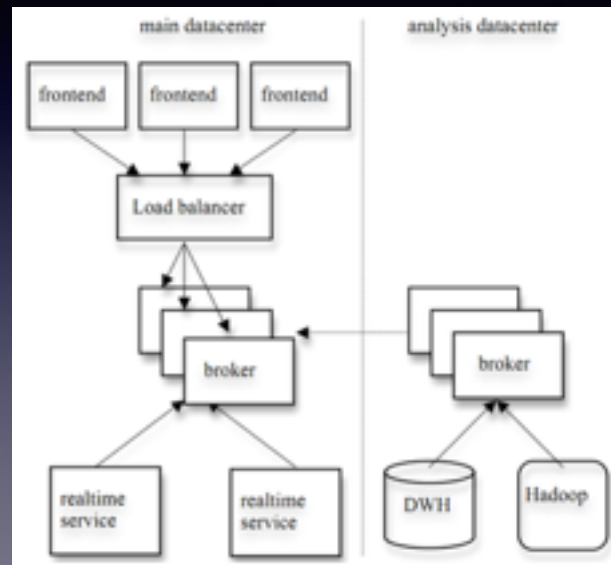 main datacenter
analysis datacenter
frontend
frontend
frontend
Load balancer
broker
broker
realtime
service
realtime
service
DWH
Hadoop